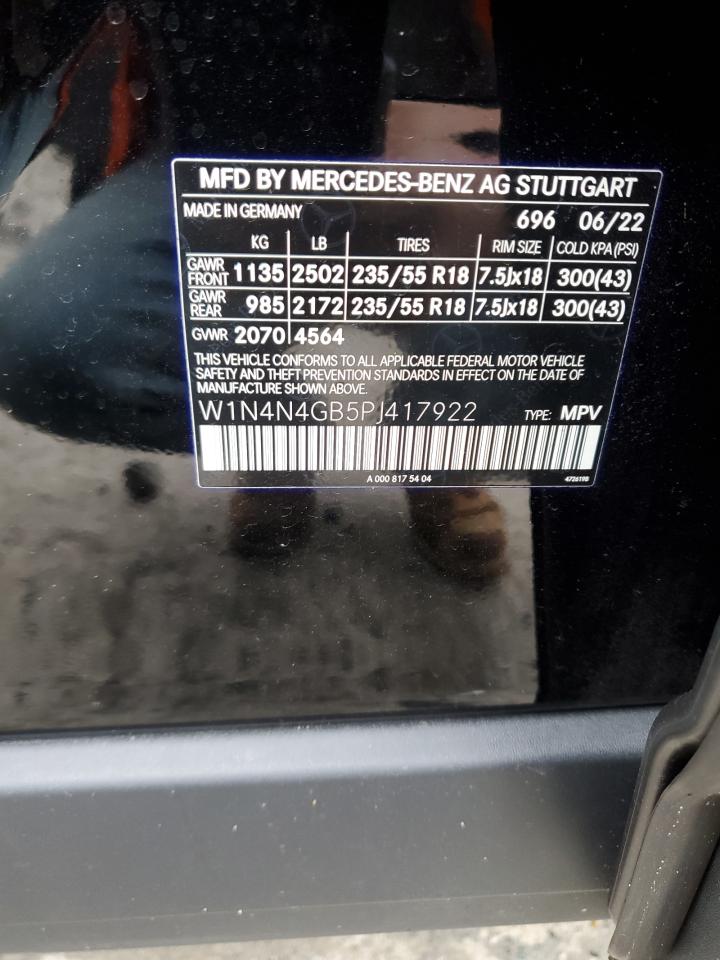 MFD BY MERCEDES-BENZ AG STUTTGART
MADE IN GERMANY 696 06/22
KG LB TIRES RIM SIZE COLD KPA (PSI)
GAWR FRONT 1135 2502 235/55 R18 7.5Jx18 300(43)
GAWR REAR 985 2172 235/55 R18 7.5Jx18 300(43)
GVWR 2070 4564
THIS VEHICLE CONFORMS TO ALL APPLICABLE FEDERAL MOTOR VEHICLE
SAFETY AND THEFT PREVENTION STANDARDS IN EFFECT ON THE DATE OF
MANUFACTURE SHOWN ABOVE.
W1N4N4GB5PJ417922 TYPE: MPV
A 000 817 54 04 4726198